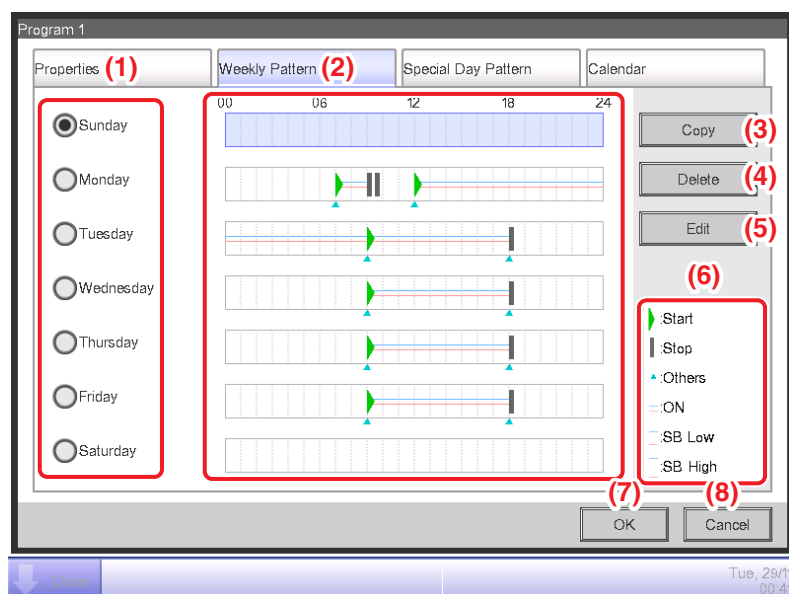 Program 1
Properties (1)
Weekly Pattern (2)
Special Day Pattern
Calendar
00 06 12 18 24
Sunday
Monday
Tuesday
Wednesday
Thursday
Friday
Saturday
Copy (3)
Delete (4)
Edit (5)
(6)
:Start
:Stop
:Others
:ON
:SB Low
:SB High
(7) (8)
OK Cancel
Tue, 29/1